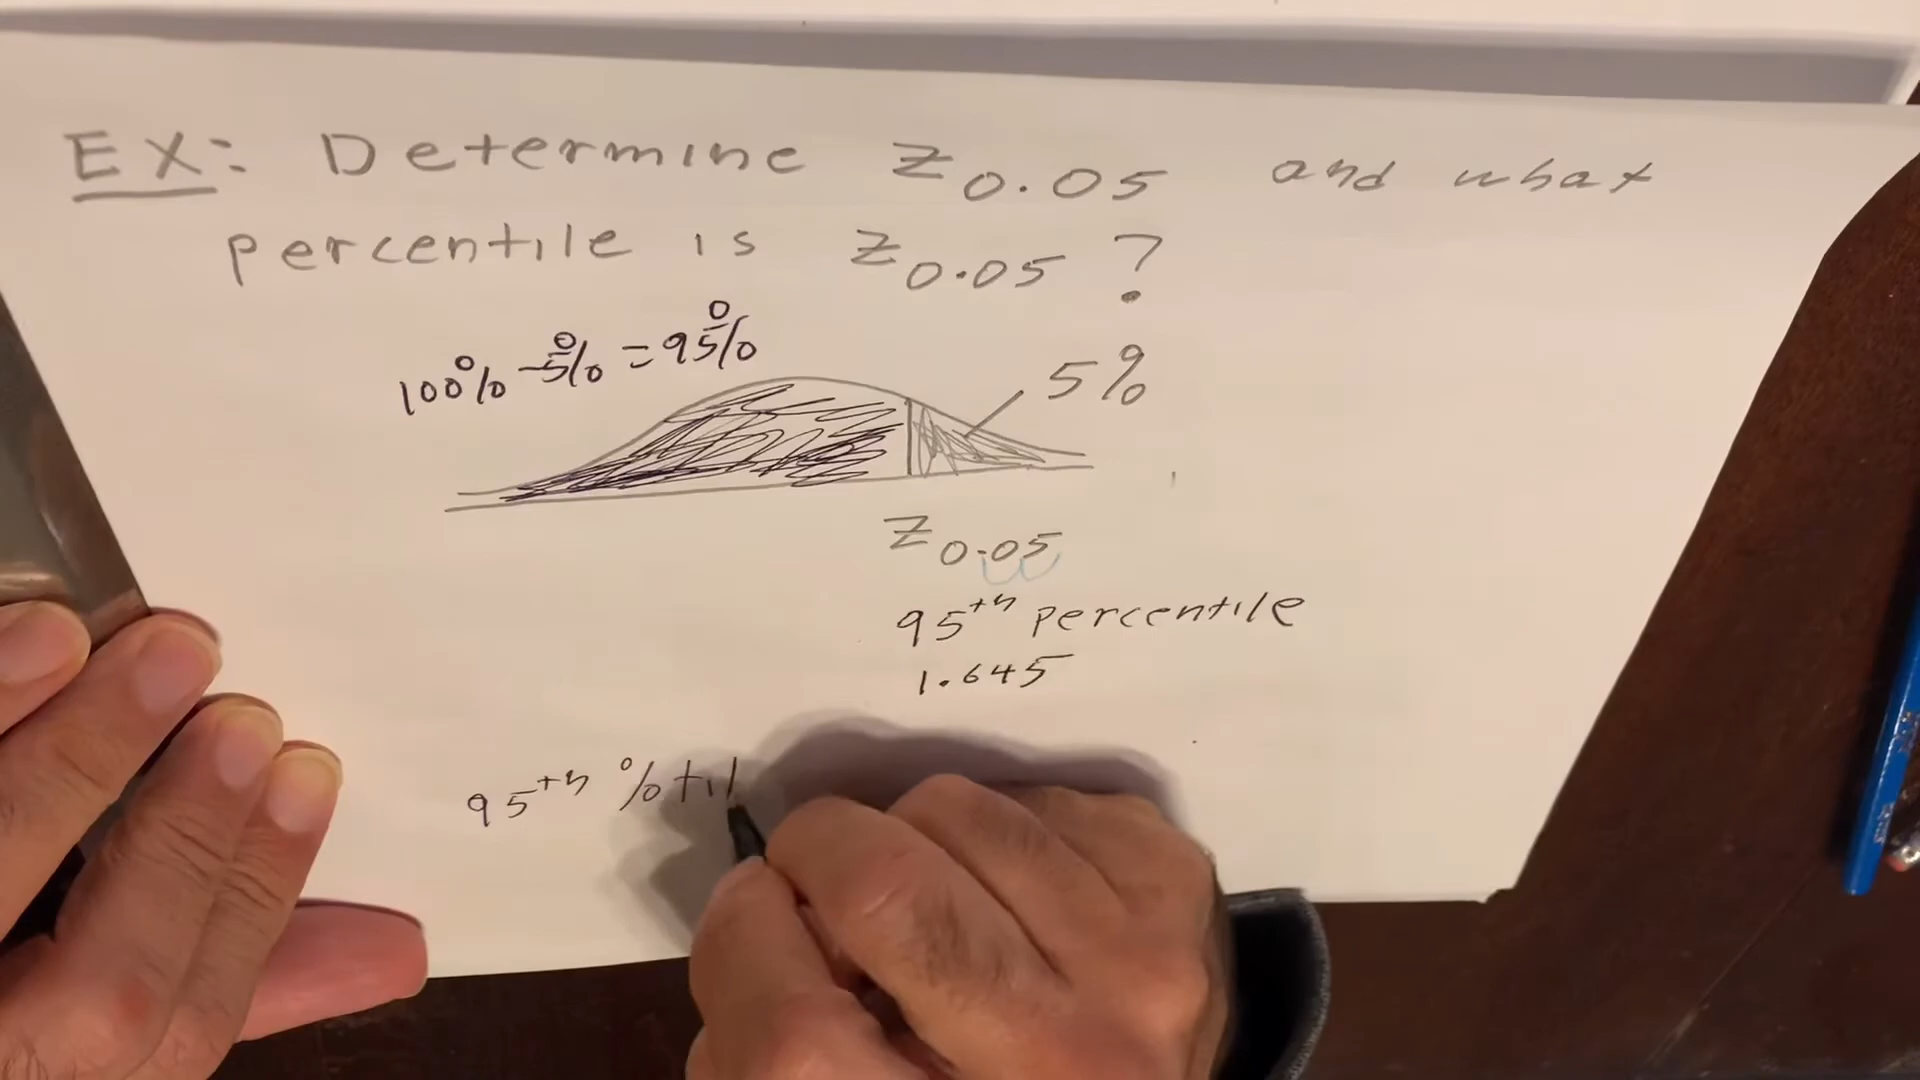 EX: Determine Z0.05 and what
percentile is Z0.05 ?
100% - 5% = 95%
5%
Z0.05
95th percentile
1.645
95th %til